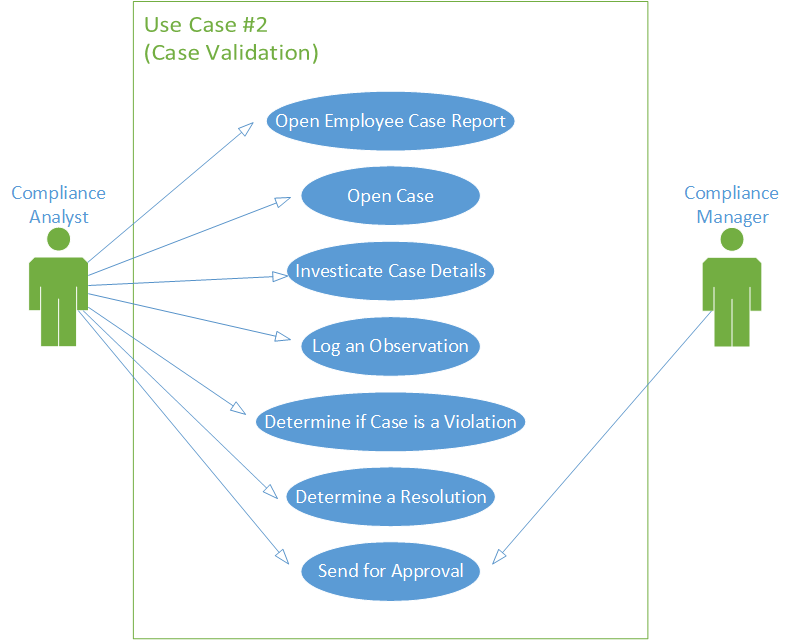 Use Case #2
(Case Validation)
Open Employee Case Report
Open Case
Compliance
Analyst
Compliance
Manager
Investicate Case Details
Log an Observation
Determine if Case is a Violation
Determine a Resolution
Send for Approval